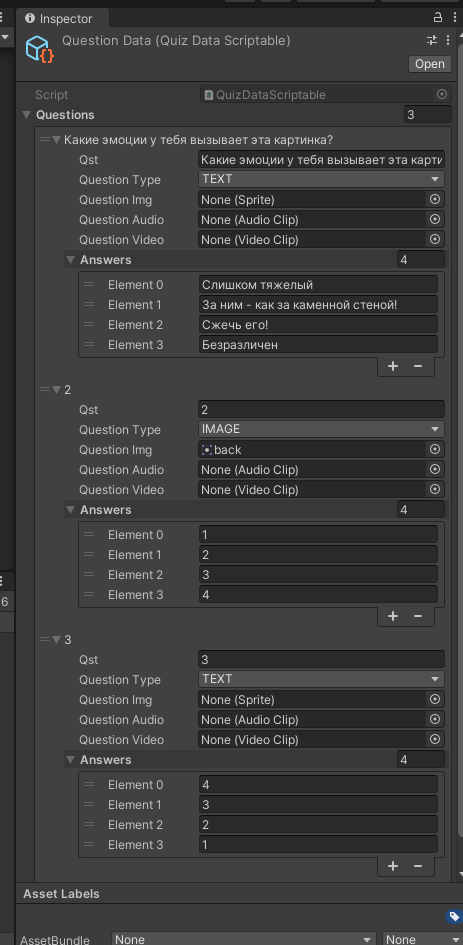 Inspector
Question Data (Quiz Data Scriptable)
Open
Script QuizDataScriptable
Questions 3
Какие эмоции у тебя вызывает эта картинка?
Qst Какие эмоции у тебя вызывает эта карти
Question Type TEXT
Question Img None (Sprite)
Question Audio None (Audio Clip)
Question Video None (Video Clip)
Answers 4
Element 0 Слишком тяжелый
Element 1 За ним - как за каменной стеной!
Element 2 Сжечь его!
Element 3 Безразличен
+ −
2
Qst 2
Question Type IMAGE
Question Img back
Question Audio None (Audio Clip)
Question Video None (Video Clip)
Answers 4
Element 0 1
Element 1 2
Element 2 3
Element 3 4
+ −
6
3
Qst 3
Question Type TEXT
Question Img None (Sprite)
Question Audio None (Audio Clip)
Question Video None (Video Clip)
Answers 4
Element 0 4
Element 1 3
Element 2 2
Element 3 1
+ −
Asset Labels
AssetBundle None None